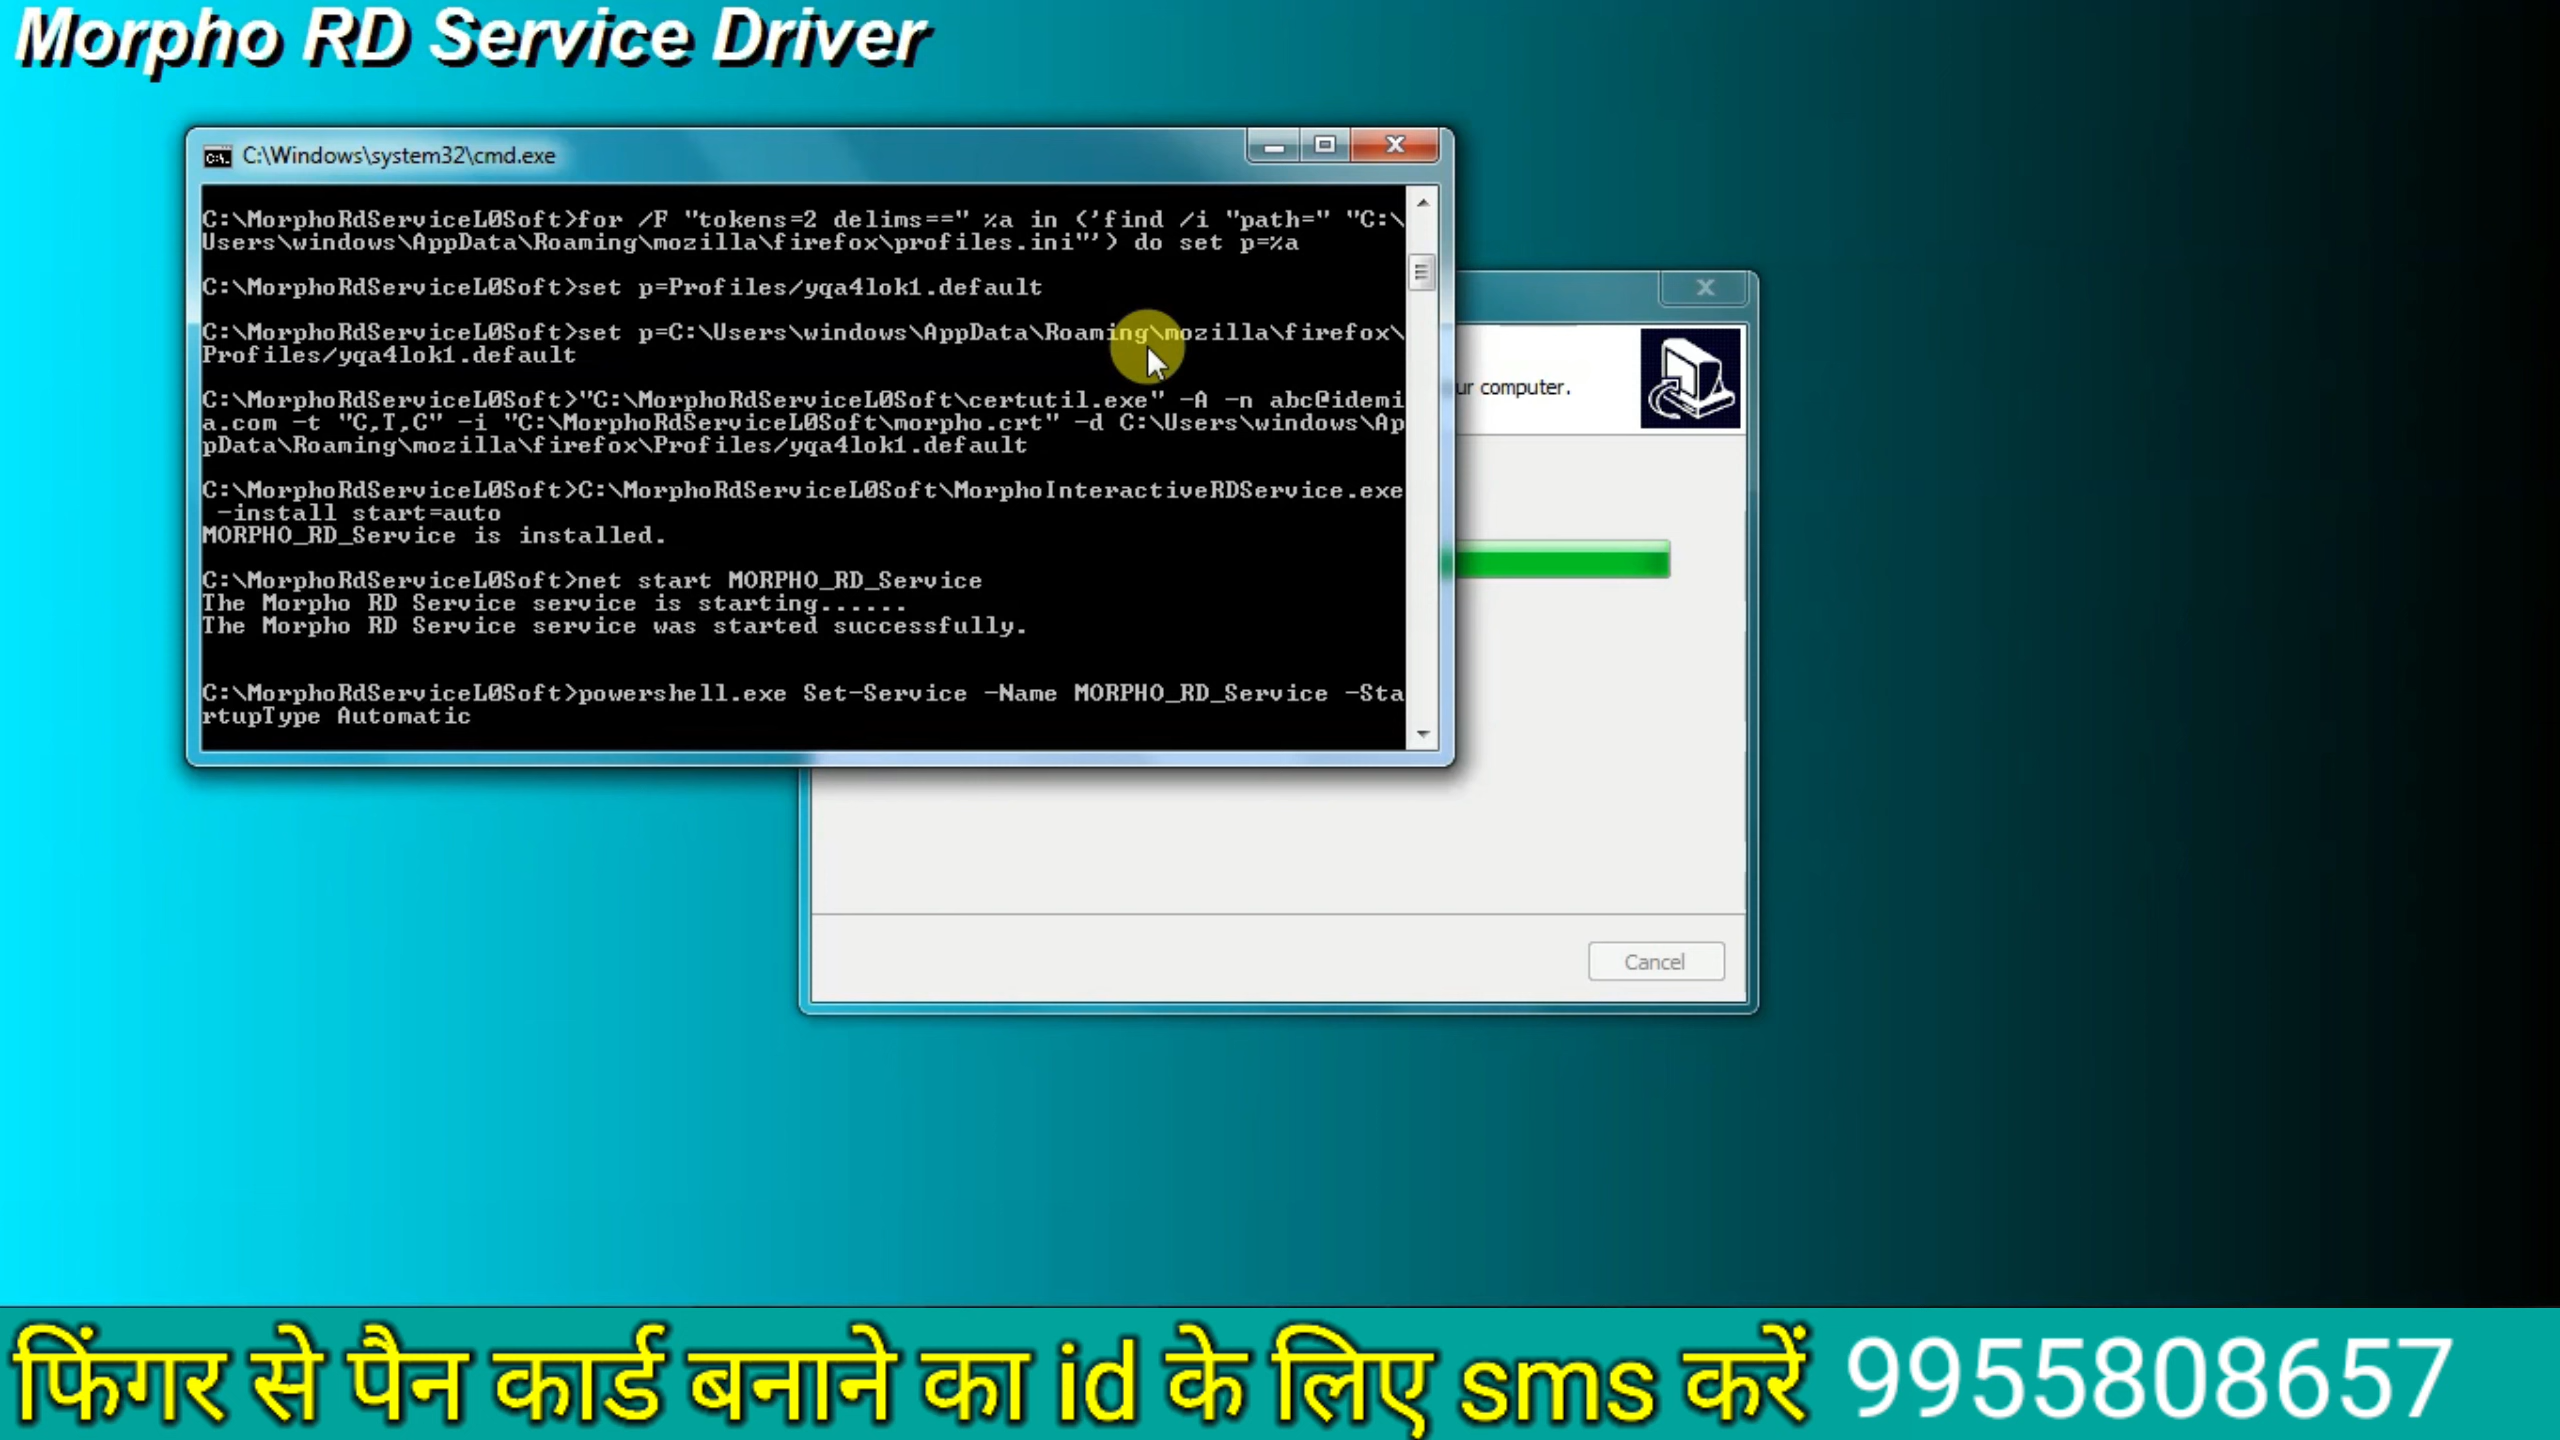 Morpho RD Service Driver
C:\Windows\system32\cmd.exe
C:\MorphoRdServiceL0Soft>for /F "tokens=2 delims==" %a in ('find /i "path=" "C:\
Users\windows\AppData\Roaming\mozilla\firefox\profiles.ini"') do set p=%a
C:\MorphoRdServiceL0Soft>set p=Profiles/yqa4lok1.default
C:\MorphoRdServiceL0Soft>set p=C:\Users\windows\AppData\Roaming\mozilla\firefox\
Profiles/yqa4lok1.default
C:\MorphoRdServiceL0Soft>"C:\MorphoRdServiceL0Soft\certutil.exe" -A -n abc@idemi
a.com -t "C,T,C" -i "C:\MorphoRdServiceL0Soft\morpho.crt" -d C:\Users\windows\Ap
pData\Roaming\mozilla\firefox\Profiles/yqa4lok1.default
C:\MorphoRdServiceL0Soft>C:\MorphoRdServiceL0Soft\MorphoInteractiveRDService.exe
-install start=auto
MORPHO_RD_Service is installed.
C:\MorphoRdServiceL0Soft>net start MORPHO_RD_Service
The Morpho RD Service service is starting......
The Morpho RD Service service was started successfully.
C:\MorphoRdServiceL0Soft>powershell.exe Set-Service -Name MORPHO_RD_Service -Sta
rtupType Automatic
ur computer.
Cancel
फिंगर से पैन कार्ड बनाने का id के लिए sms करें 9955808657